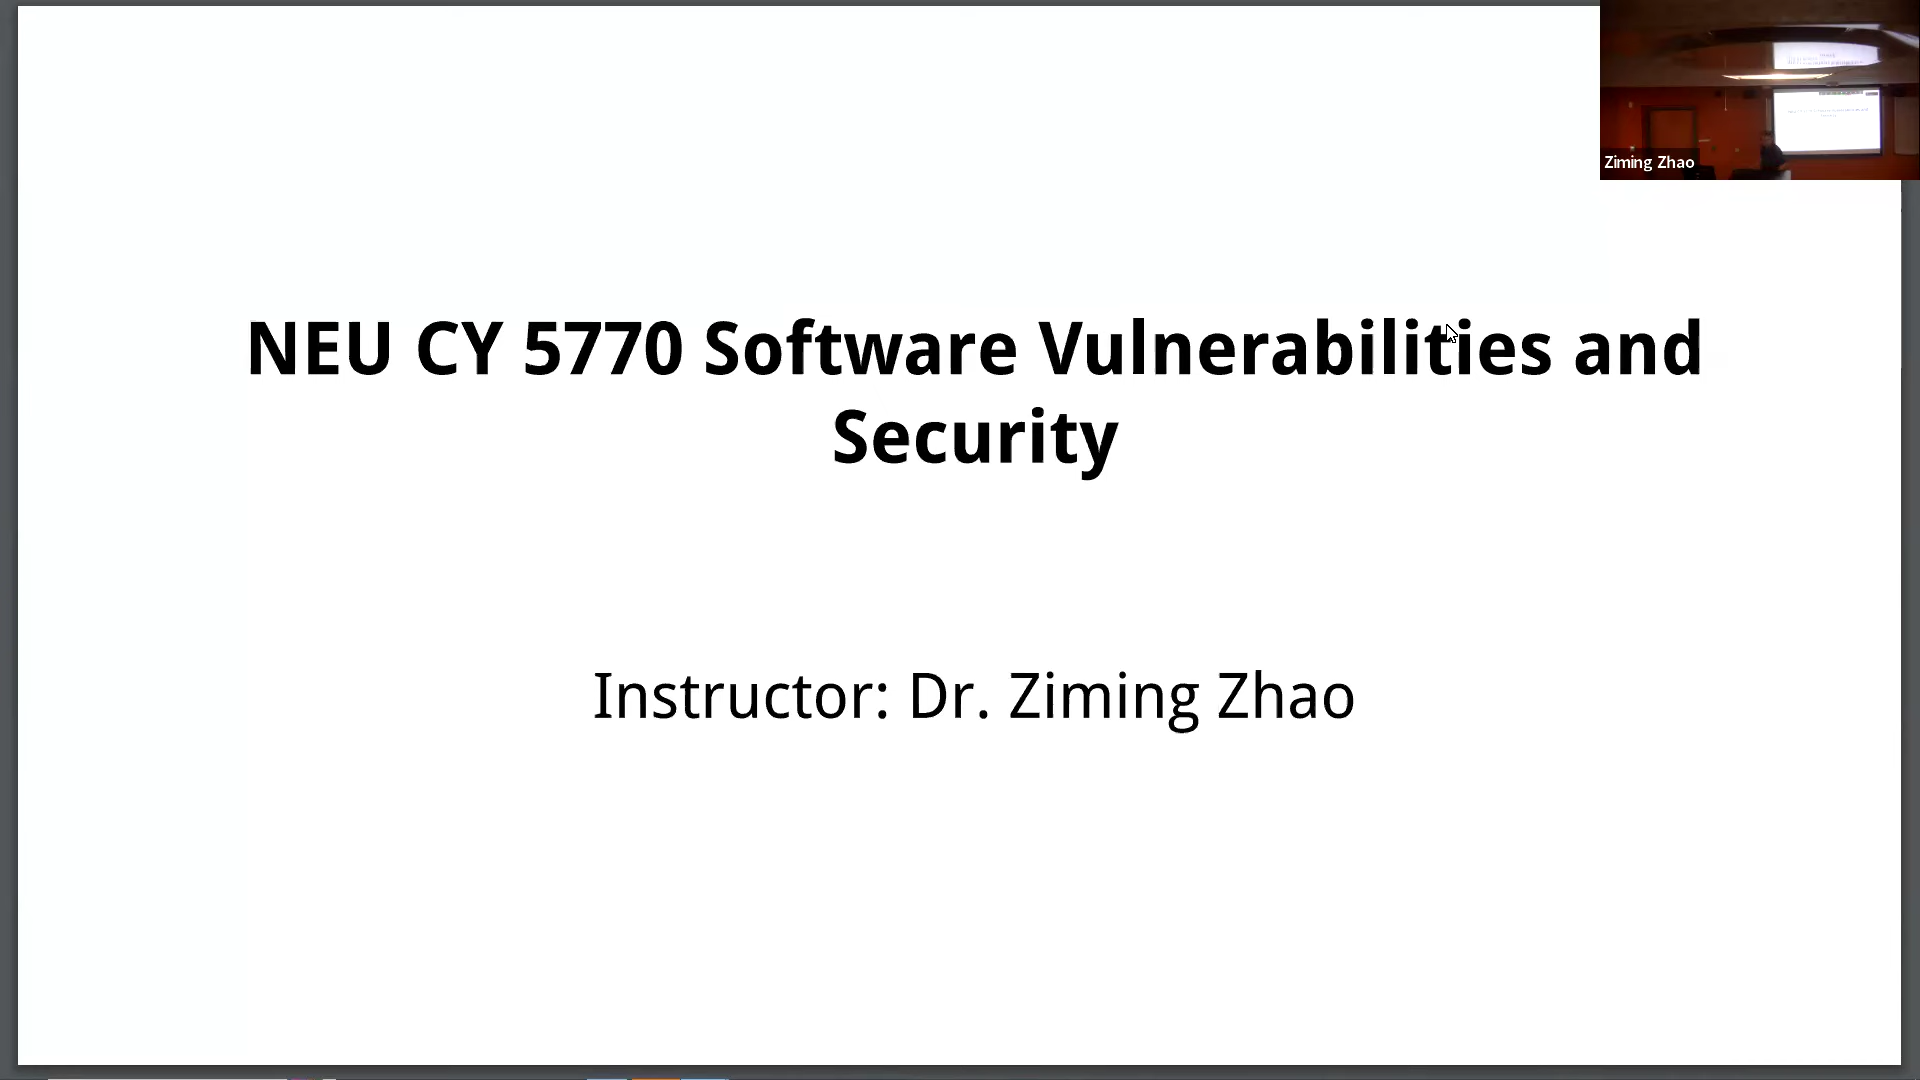 Ziming Zhao
NEU CY 5770 Software Vulnerabilities and
Security
Instructor: Dr. Ziming Zhao